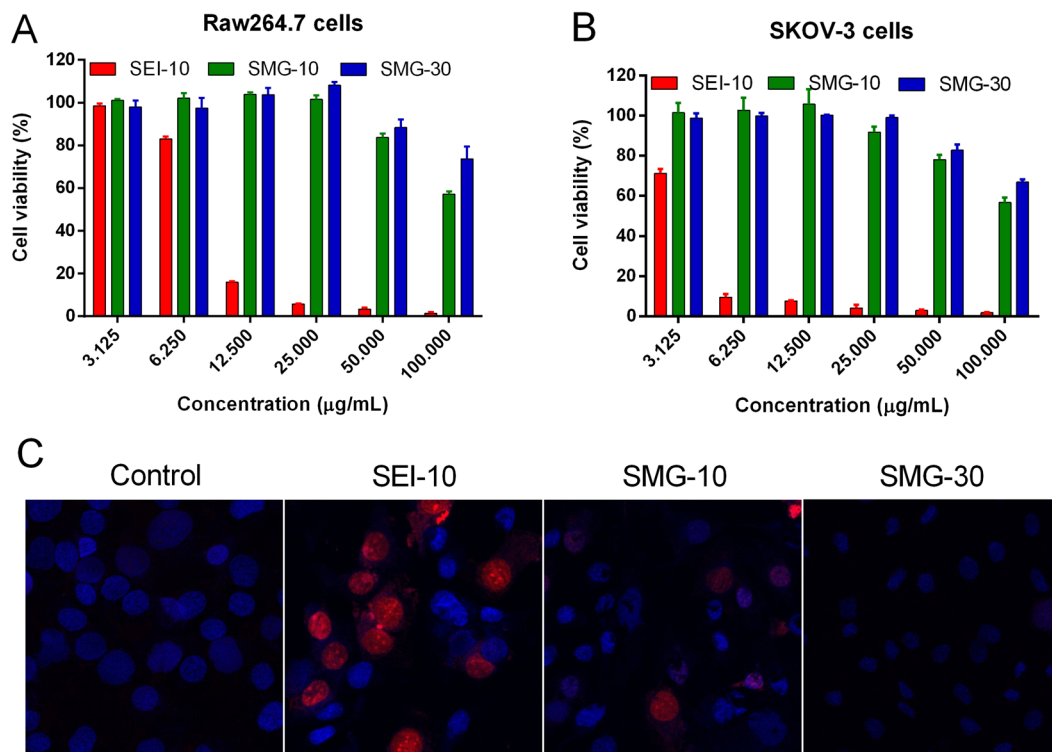 A
Raw264.7 cells
SEI-10 SMG-10 SMG-30
Cell viability (%)
120
100
80
60
40
20
0
3.125 6.250 12.500 25.000 50.000 100.000
Concentration (μg/mL)
B
SKOV-3 cells
SEI-10 SMG-10 SMG-30
Cell viability (%)
120
100
80
60
40
20
0
3.125 6.250 12.500 25.000 50.000 100.000
Concentration (μg/mL)
C
Control SEI-10 SMG-10 SMG-30